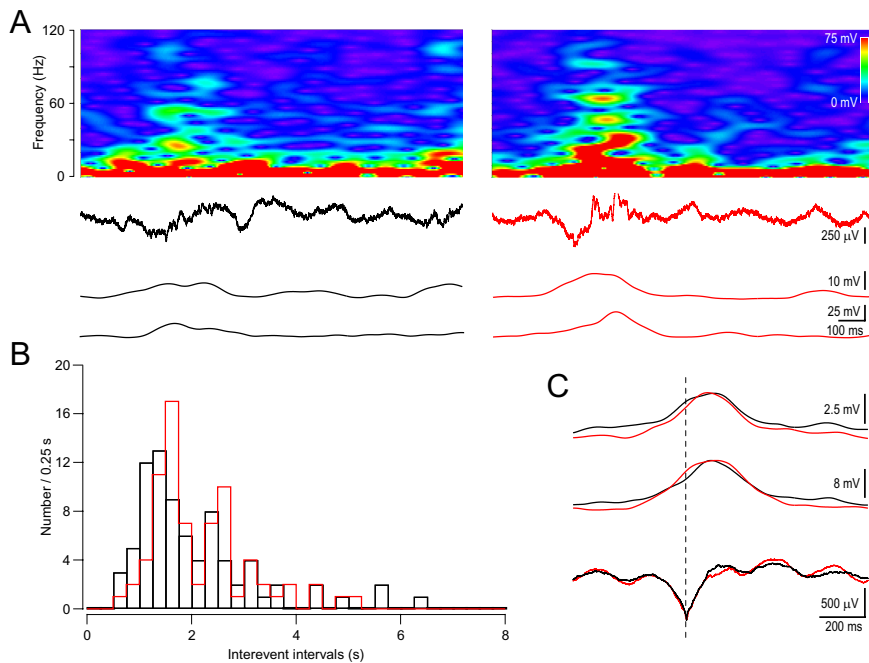 A
120
60
0
Frequency (Hz)
75 mV
0 mV
250 µV
10 mV
25 mV
100 ms
B
20
16
12
8
4
0
Number / 0.25 s
0 2 4 6 8
Interevent intervals (s)
C
2.5 mV
8 mV
500 µV
200 ms